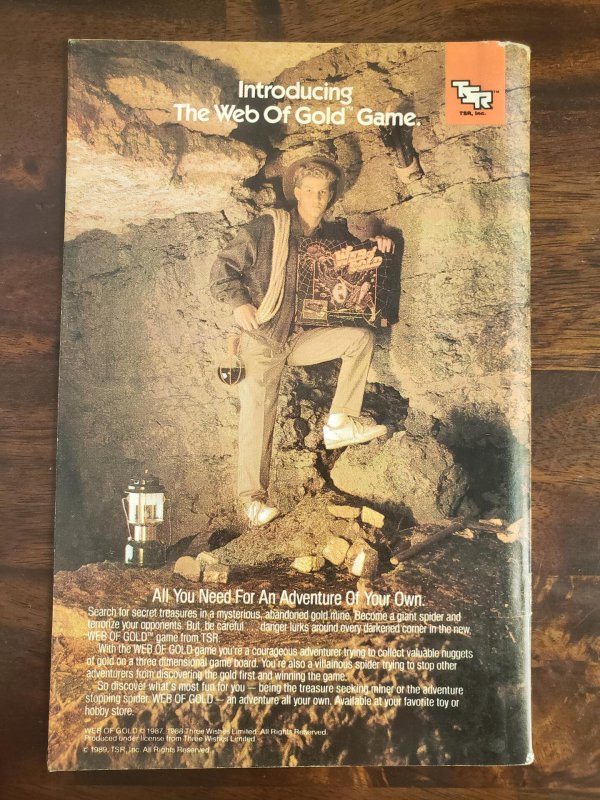 Introducing
The Web Of Gold™ Game.
TSR™
TSR, Inc.
Web of
Gold
All You Need For An Adventure Of Your Own.
Search for secret treasures in a mysterious, abandoned gold mine. Become a giant spider and
terrorize your opponents. But, be careful . . . danger lurks around every darkened corner in the new
WEB OF GOLD™ game from TSR.
With the WEB OF GOLD game you're a courageous adventurer trying to collect valuable nuggets
of gold on a three dimensional game board. You're also a villainous spider trying to stop other
adventurers from discovering the gold first and winning the game.
So discover what's most fun for you — being the treasure seeking miner or the adventure
stopping spider. WEB OF GOLD — an adventure all your own. Available at your favorite toy or
hobby store.
WEB OF GOLD © 1987, 1988 Three Wishes Limited. All Rights Reserved.
Produced under license from Three Wishes Limited.
© 1989, TSR, Inc. All Rights Reserved.